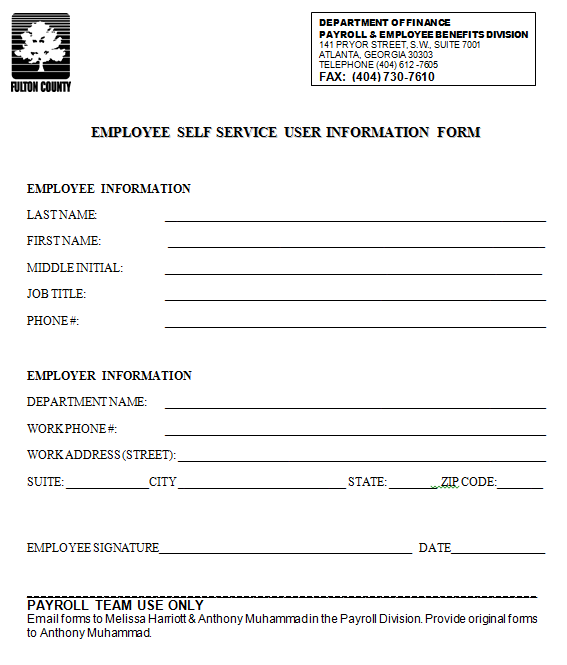 FULTON COUNTY
DEPARTMENT OF FINANCE
PAYROLL & EMPLOYEE BENEFITS DIVISION
141 PRYOR STREET, S.W., SUITE 7001
ATLANTA, GEORGIA 30303
TELEPHONE (404) 612 -7605
FAX: (404) 730-7610
EMPLOYEE SELF SERVICE USER INFORMATION FORM
EMPLOYEE INFORMATION
LAST NAME:
FIRST NAME:
MIDDLE INITIAL:
JOB TITLE:
PHONE #:
EMPLOYER INFORMATION
DEPARTMENT NAME:
WORK PHONE #:
WORK ADDRESS (STREET):
SUITE: CITY STATE: ZIP CODE:
EMPLOYEE SIGNATURE DATE
PAYROLL TEAM USE ONLY
Email forms to Melissa Harriott & Anthony Muhammad in the Payroll Division. Provide original forms
to Anthony Muhammad.